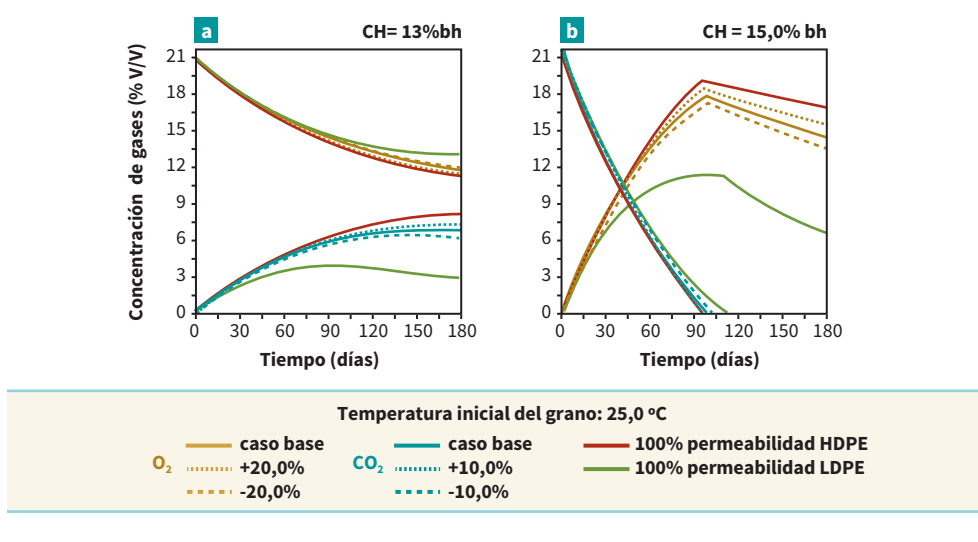 a
CH= 13%bh
Concentración de gases (% V/V)
21
18
15
12
9
6
3
0
0 30 60 90 120 150 180
Tiempo (días)
b
CH = 15,0% bh
21
18
15
12
9
6
3
0
0 30 60 90 120 150 180
Tiempo (días)
Temperatura inicial del grano: 25,0 ºC
O₂
caso base
+20,0%
-20,0%
CO₂
caso base
+10,0%
-10,0%
100% permeabilidad HDPE
100% permeabilidad LDPE